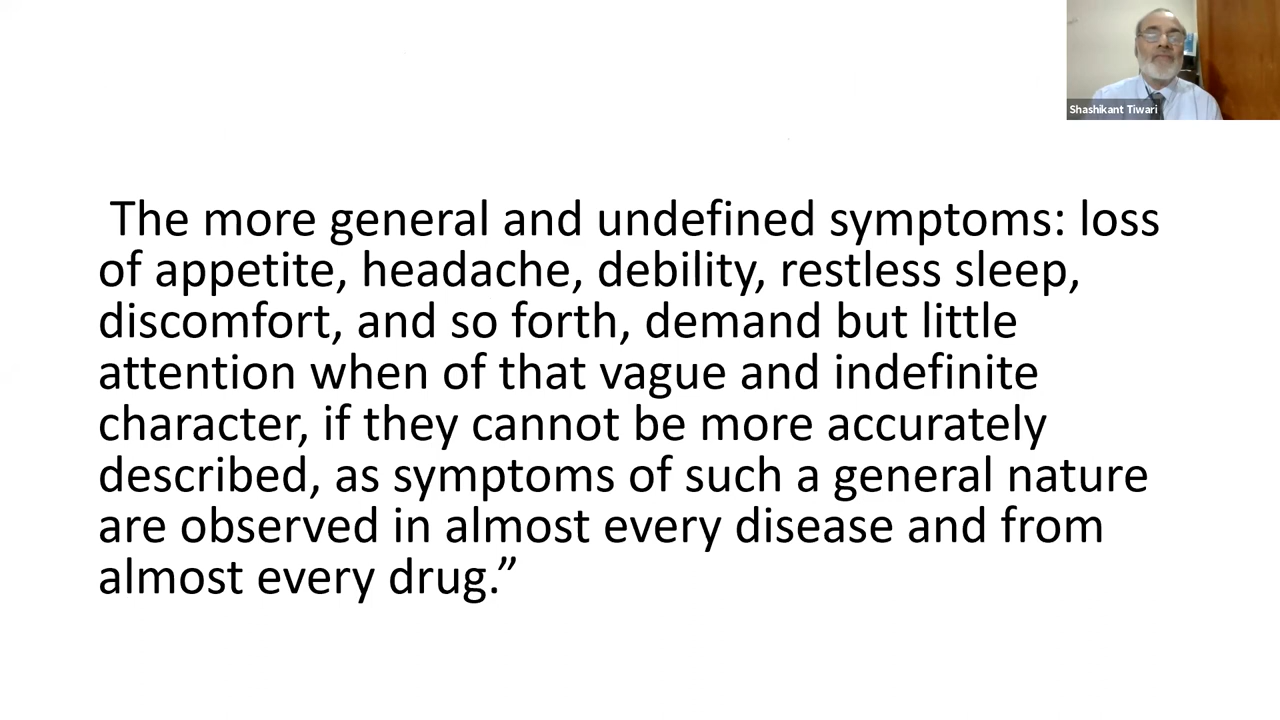 Shashikant Tiwari
The more general and undefined symptoms: loss
of appetite, headache, debility, restless sleep,
discomfort, and so forth, demand but little
attention when of that vague and indefinite
character, if they cannot be more accurately
described, as symptoms of such a general nature
are observed in almost every disease and from
almost every drug.”